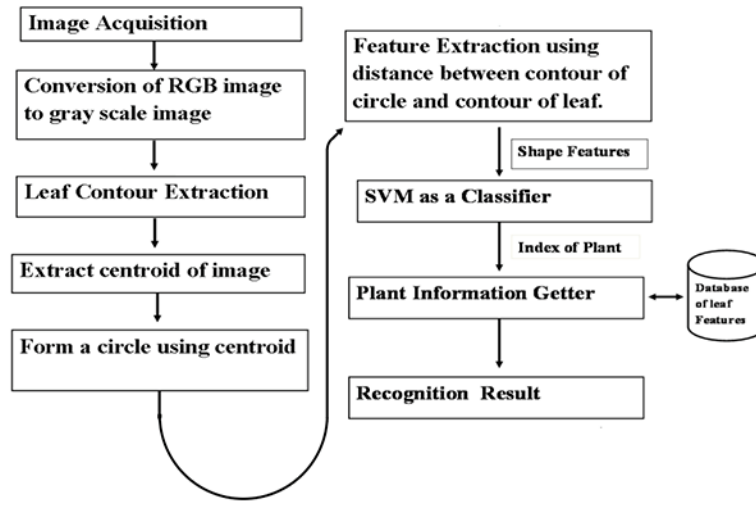 Image Acquisition
Conversion of RGB image
to gray scale image
Leaf Contour Extraction
Extract centroid of image
Form a circle using centroid
Feature Extraction using
distance between contour of
circle and contour of leaf.
Shape Features
SVM as a Classifier
Index of Plant
Plant Information Getter
Database
of leaf
Features
Recognition Result